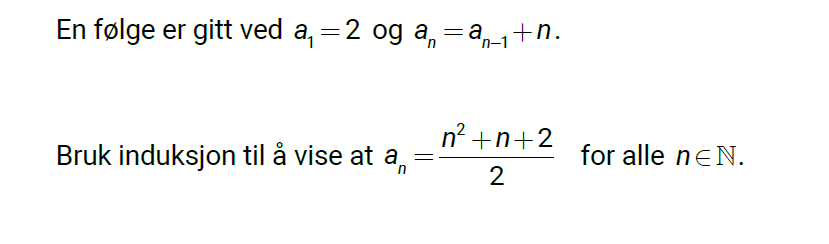 En følge er gitt ved a₁ = 2 og aₙ = aₙ₋₁ + n.
Bruk induksjon til å vise at aₙ = (n² + n + 2)/2 for alle n ∈ ℕ.